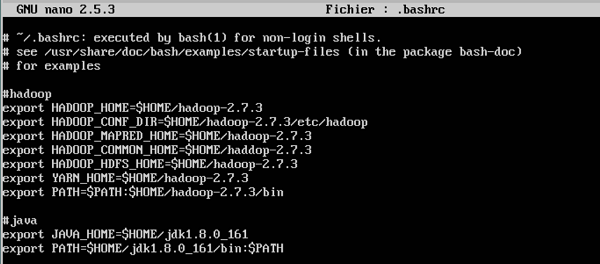 GNU nano 2.5.3 Fichier : .bashrc
# ~/.bashrc: executed by bash(1) for non-login shells.
# see /usr/share/doc/bash/examples/startup-files (in the package bash-doc)
# for examples
#hadoop
export HADOOP_HOME=$HOME/hadoop-2.7.3
export HADOOP_CONF_DIR=$HOME/hadoop-2.7.3/etc/hadoop
export HADOOP_MAPRED_HOME=$HOME/hadoop-2.7.3
export HADOOP_COMMON_HOME=$HOME/haddop-2.7.3
export HADOOP_HDFS_HOME=$HOME/hadoop-2.7.3
export YARN_HOME=$HOME/hadoop-2.7.3
export PATH=$PATH:$HOME/hadoop-2.7.3/bin
#java
export JAVA_HOME=$HOME/jdk1.8.0_161
export PATH=$HOME/jdk1.8.0_161/bin:$PATH